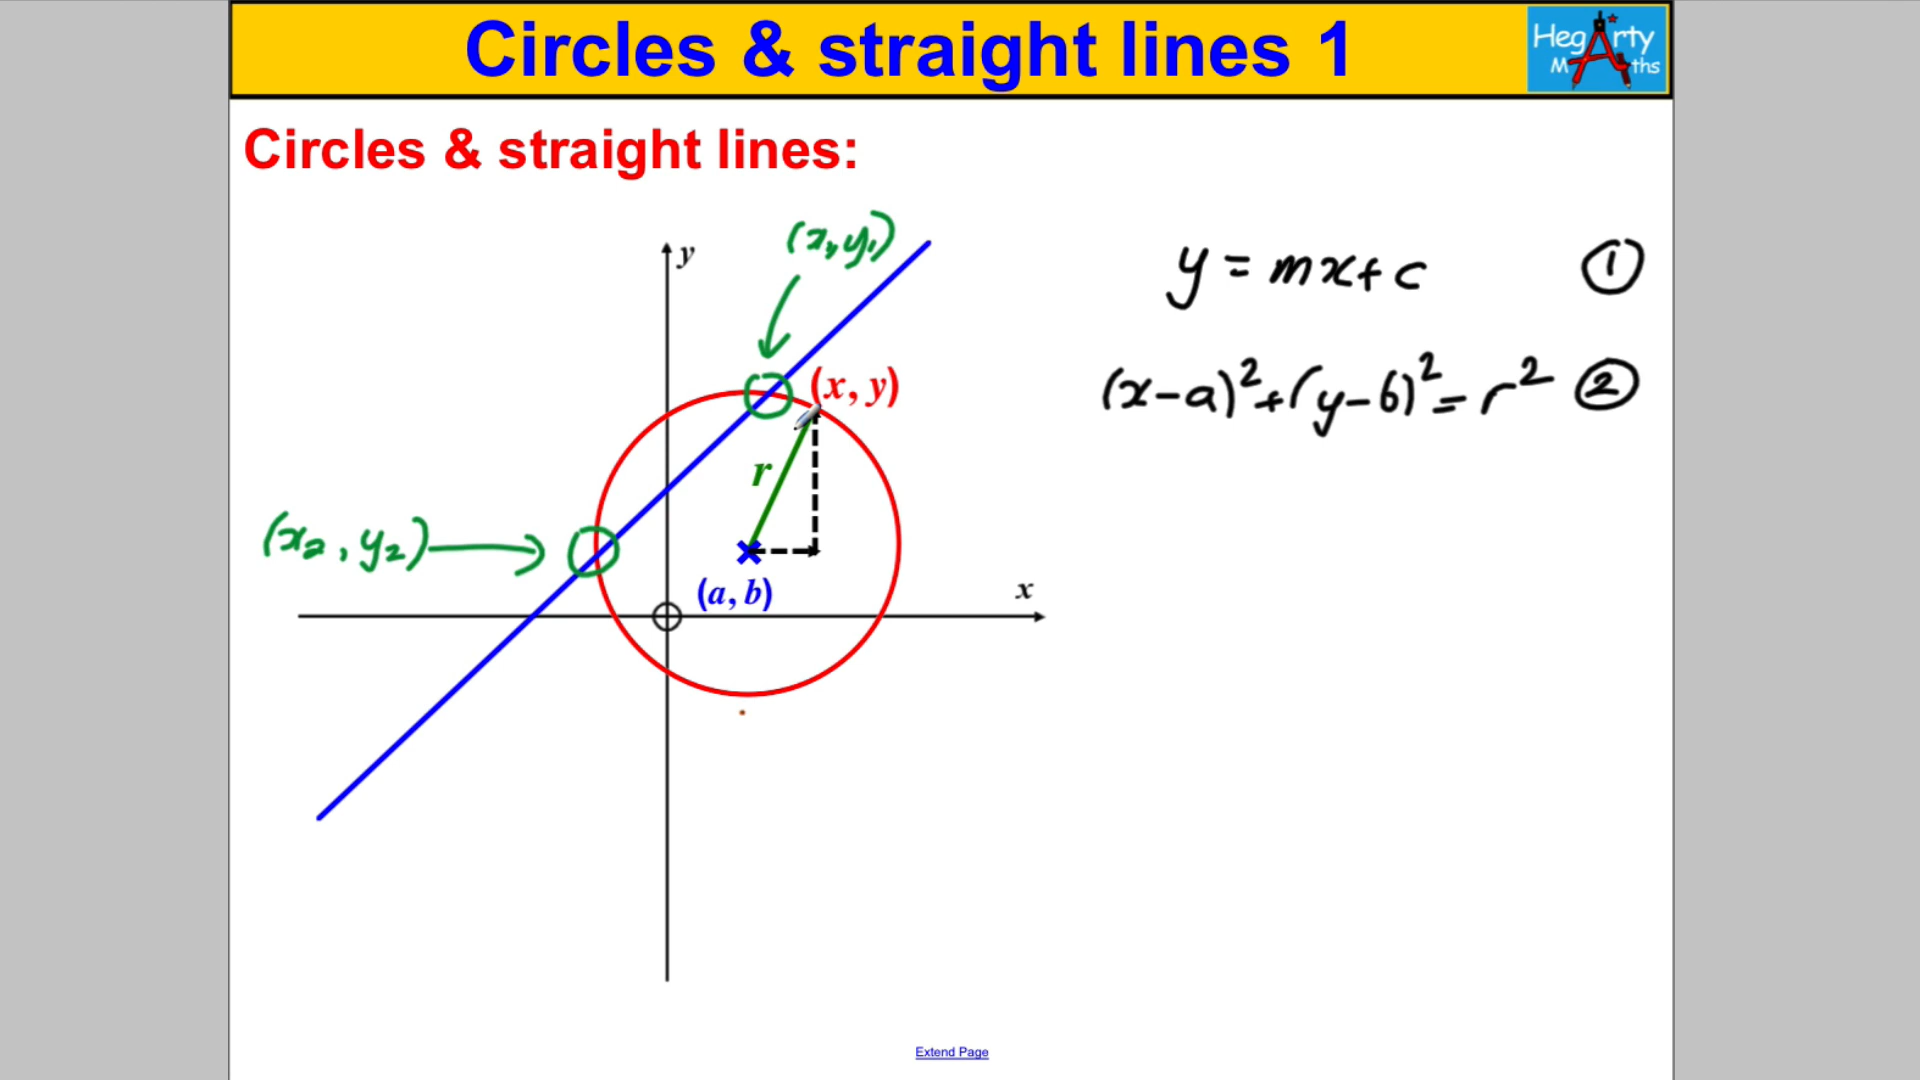 Circles & straight lines 1
HegArty
Maths
Circles & straight lines:
(x₁, y₁)
y
y = mx + c ①
(x, y)
(x-a)² + (y-b)² = r² ②
r
(x₂, y₂)
(a, b)
x
Extend Page